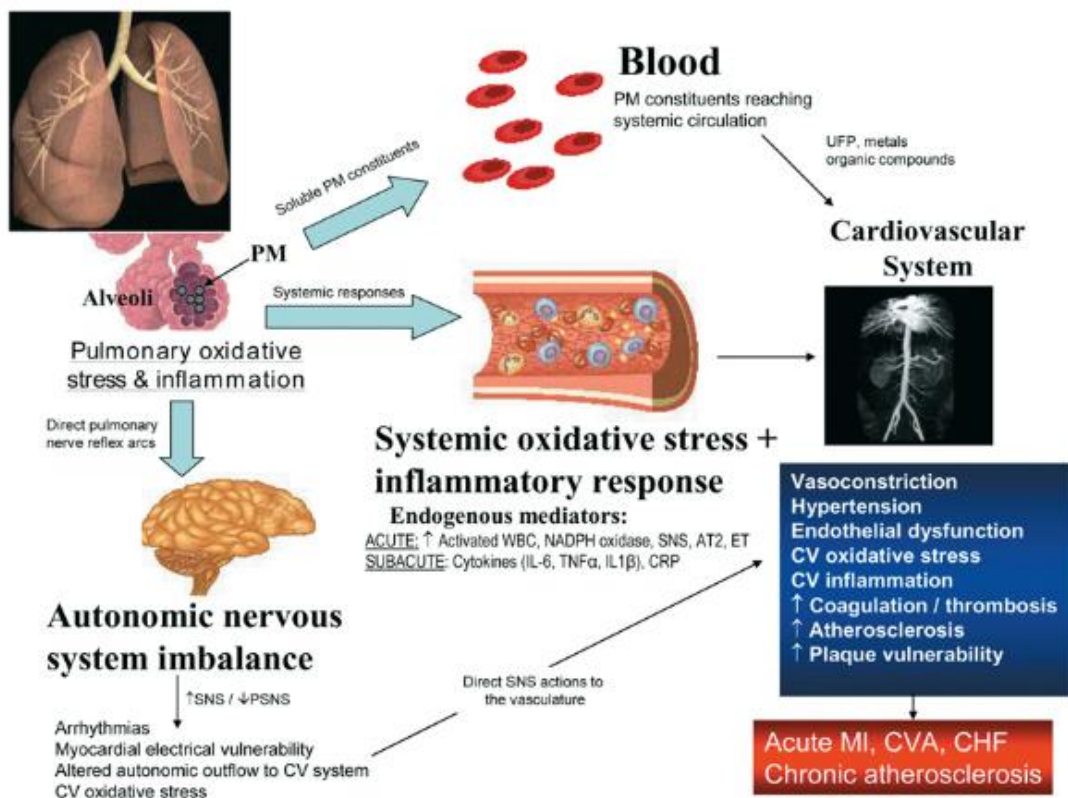 Blood
PM constituents reaching
systemic circulation
UFP, metals
organic compounds
Soluble PM constituents
Cardiovascular
System
PM
Alveoli
Systemic responses
Pulmonary oxidative
stress & inflammation
Direct pulmonary
nerve reflex arcs
Systemic oxidative stress +
inflammatory response
Endogenous mediators:
ACUTE: ↑ Activated WBC, NADPH oxidase, SNS, AT2, ET
SUBACUTE: Cytokines (IL-6, TNFα, IL1β), CRP
Vasoconstriction
Hypertension
Endothelial dysfunction
CV oxidative stress
CV inflammation
↑ Coagulation / thrombosis
↑ Atherosclerosis
↑ Plaque vulnerability
Autonomic nervous
system imbalance
↑SNS / ↓PSNS
Direct SNS actions to
the vasculature
Arrhythmias
Myocardial electrical vulnerability
Altered autonomic outflow to CV system
CV oxidative stress
Acute MI, CVA, CHF
Chronic atherosclerosis